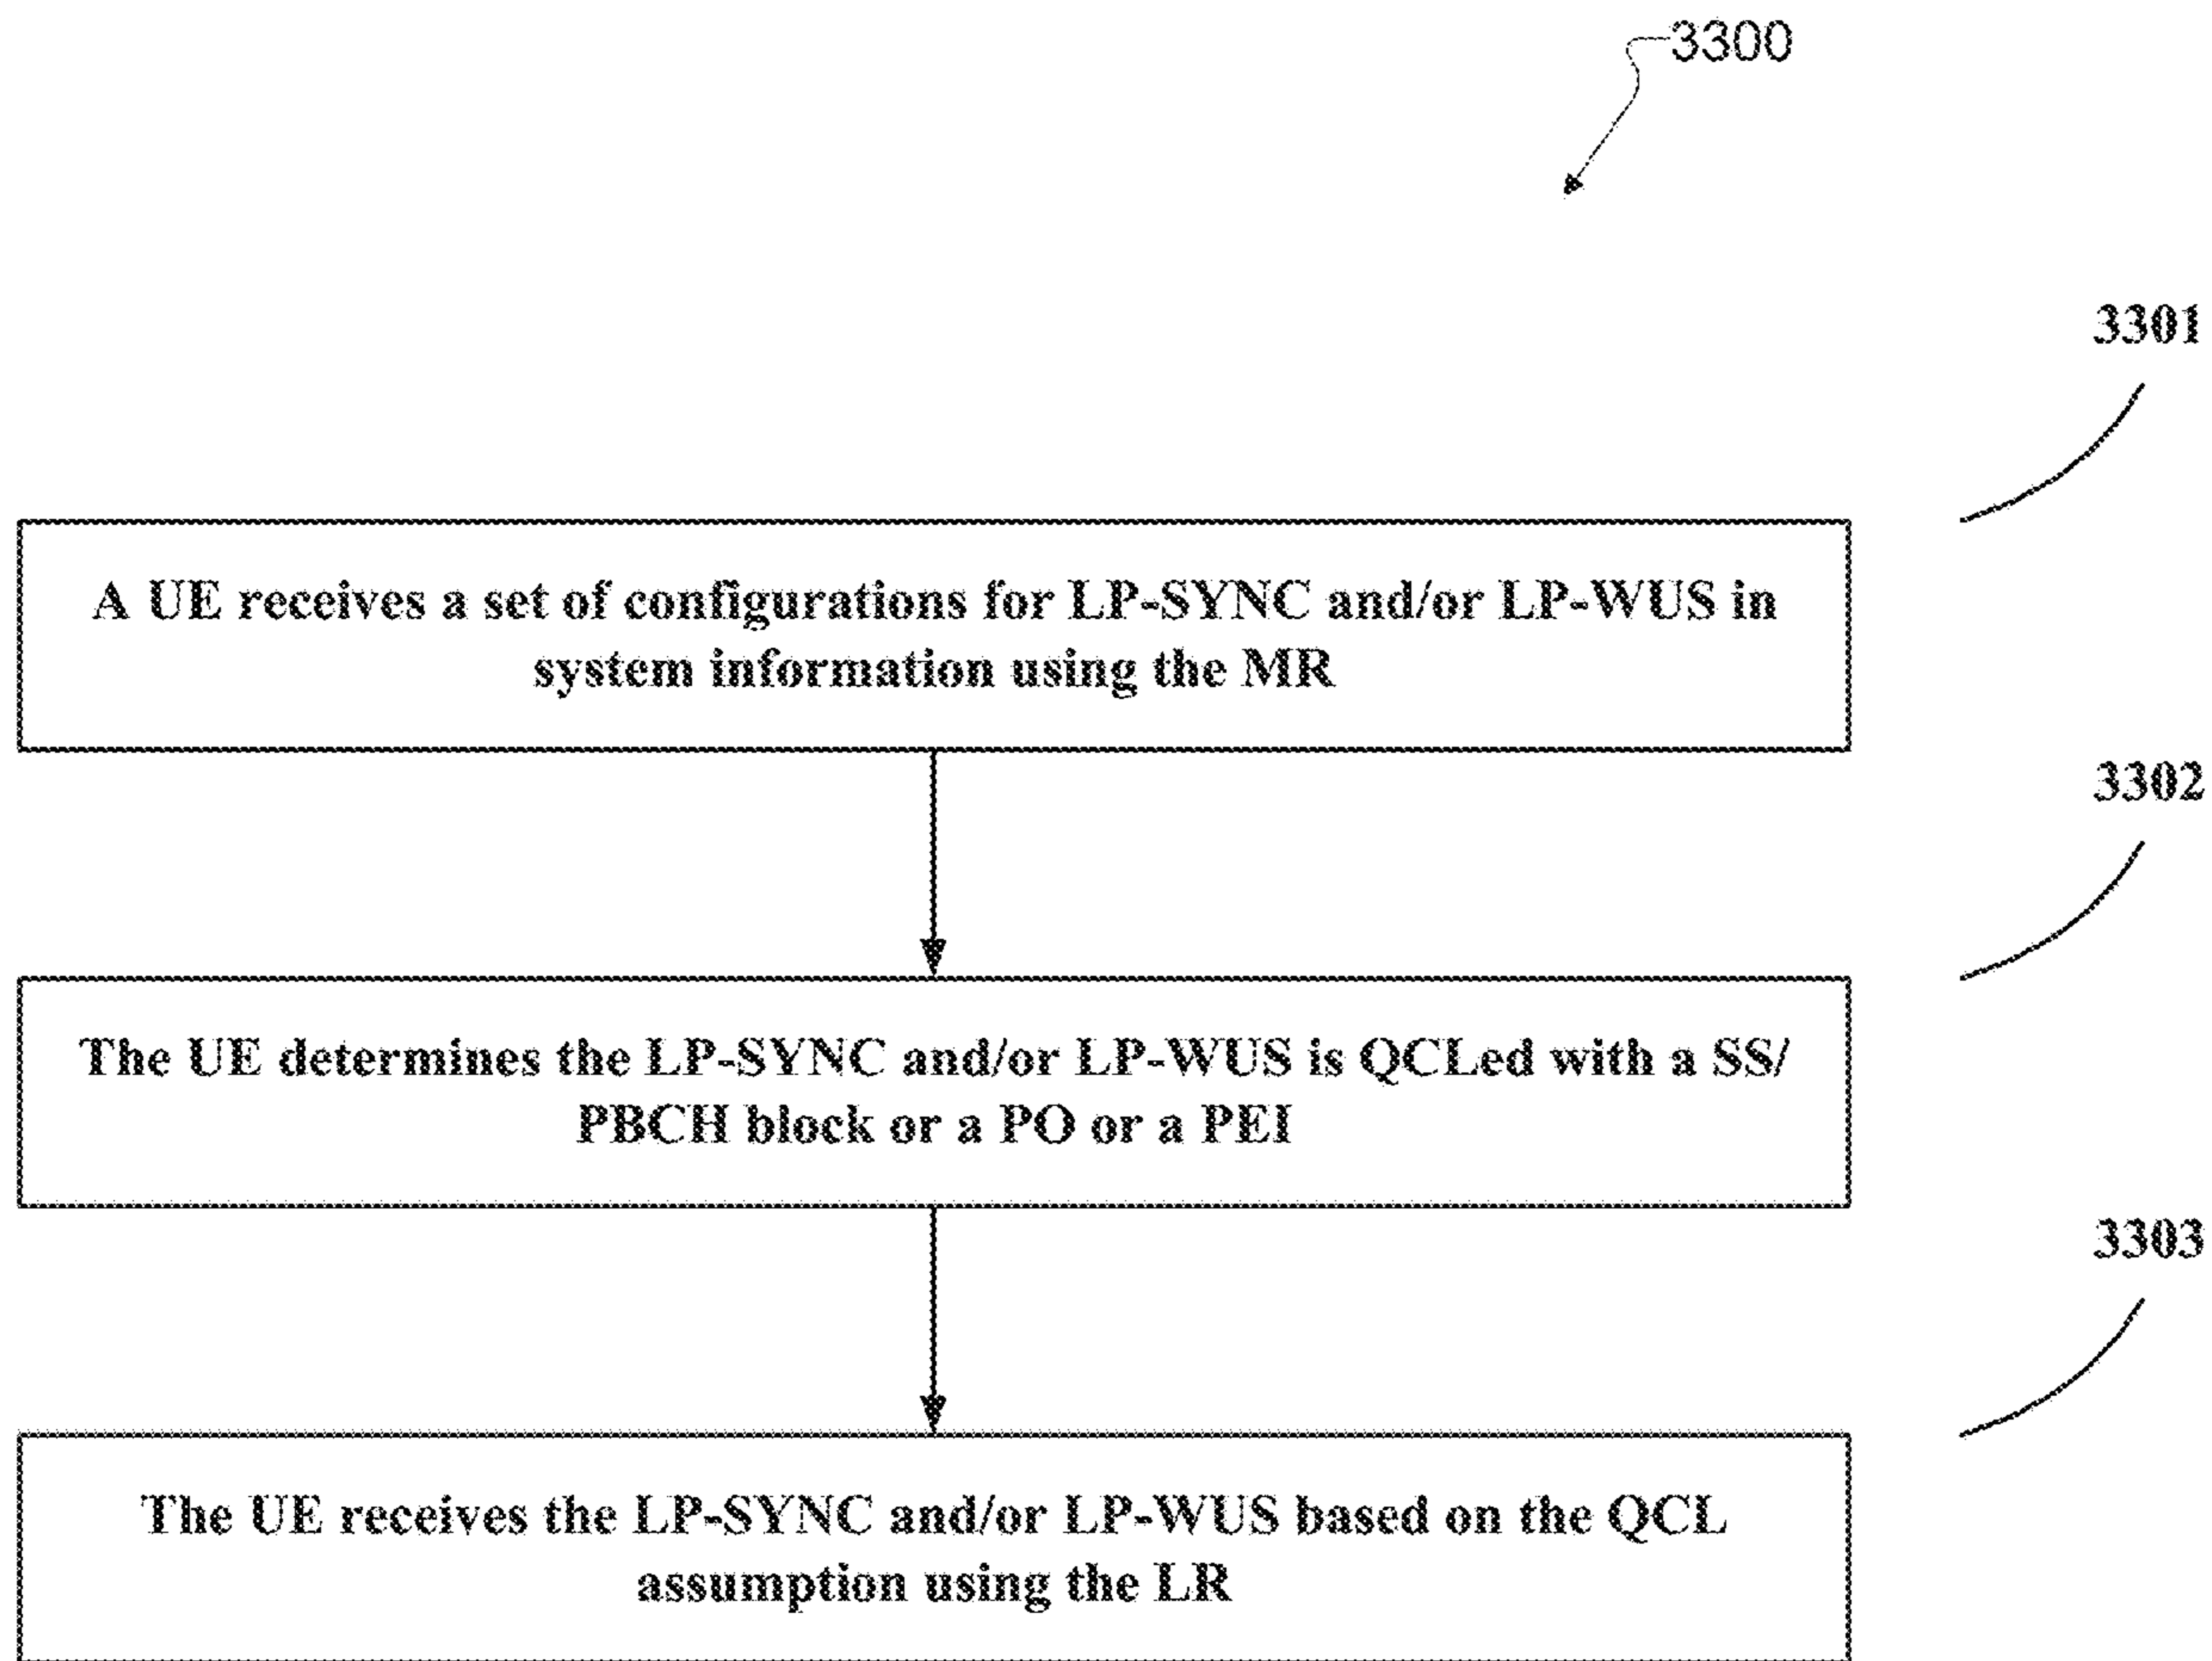 3300
3301
A UE receives a set of configurations for LP-SYNC and/or LP-WUS in
system information using the MR
3302
The UE determines the LP-SYNC and/or LP-WUS is QCLed with a SS/
PBCH block or a PO or a PEI
3303
The UE receives the LP-SYNC and/or LP-WUS based on the QCL
assumption using the LR